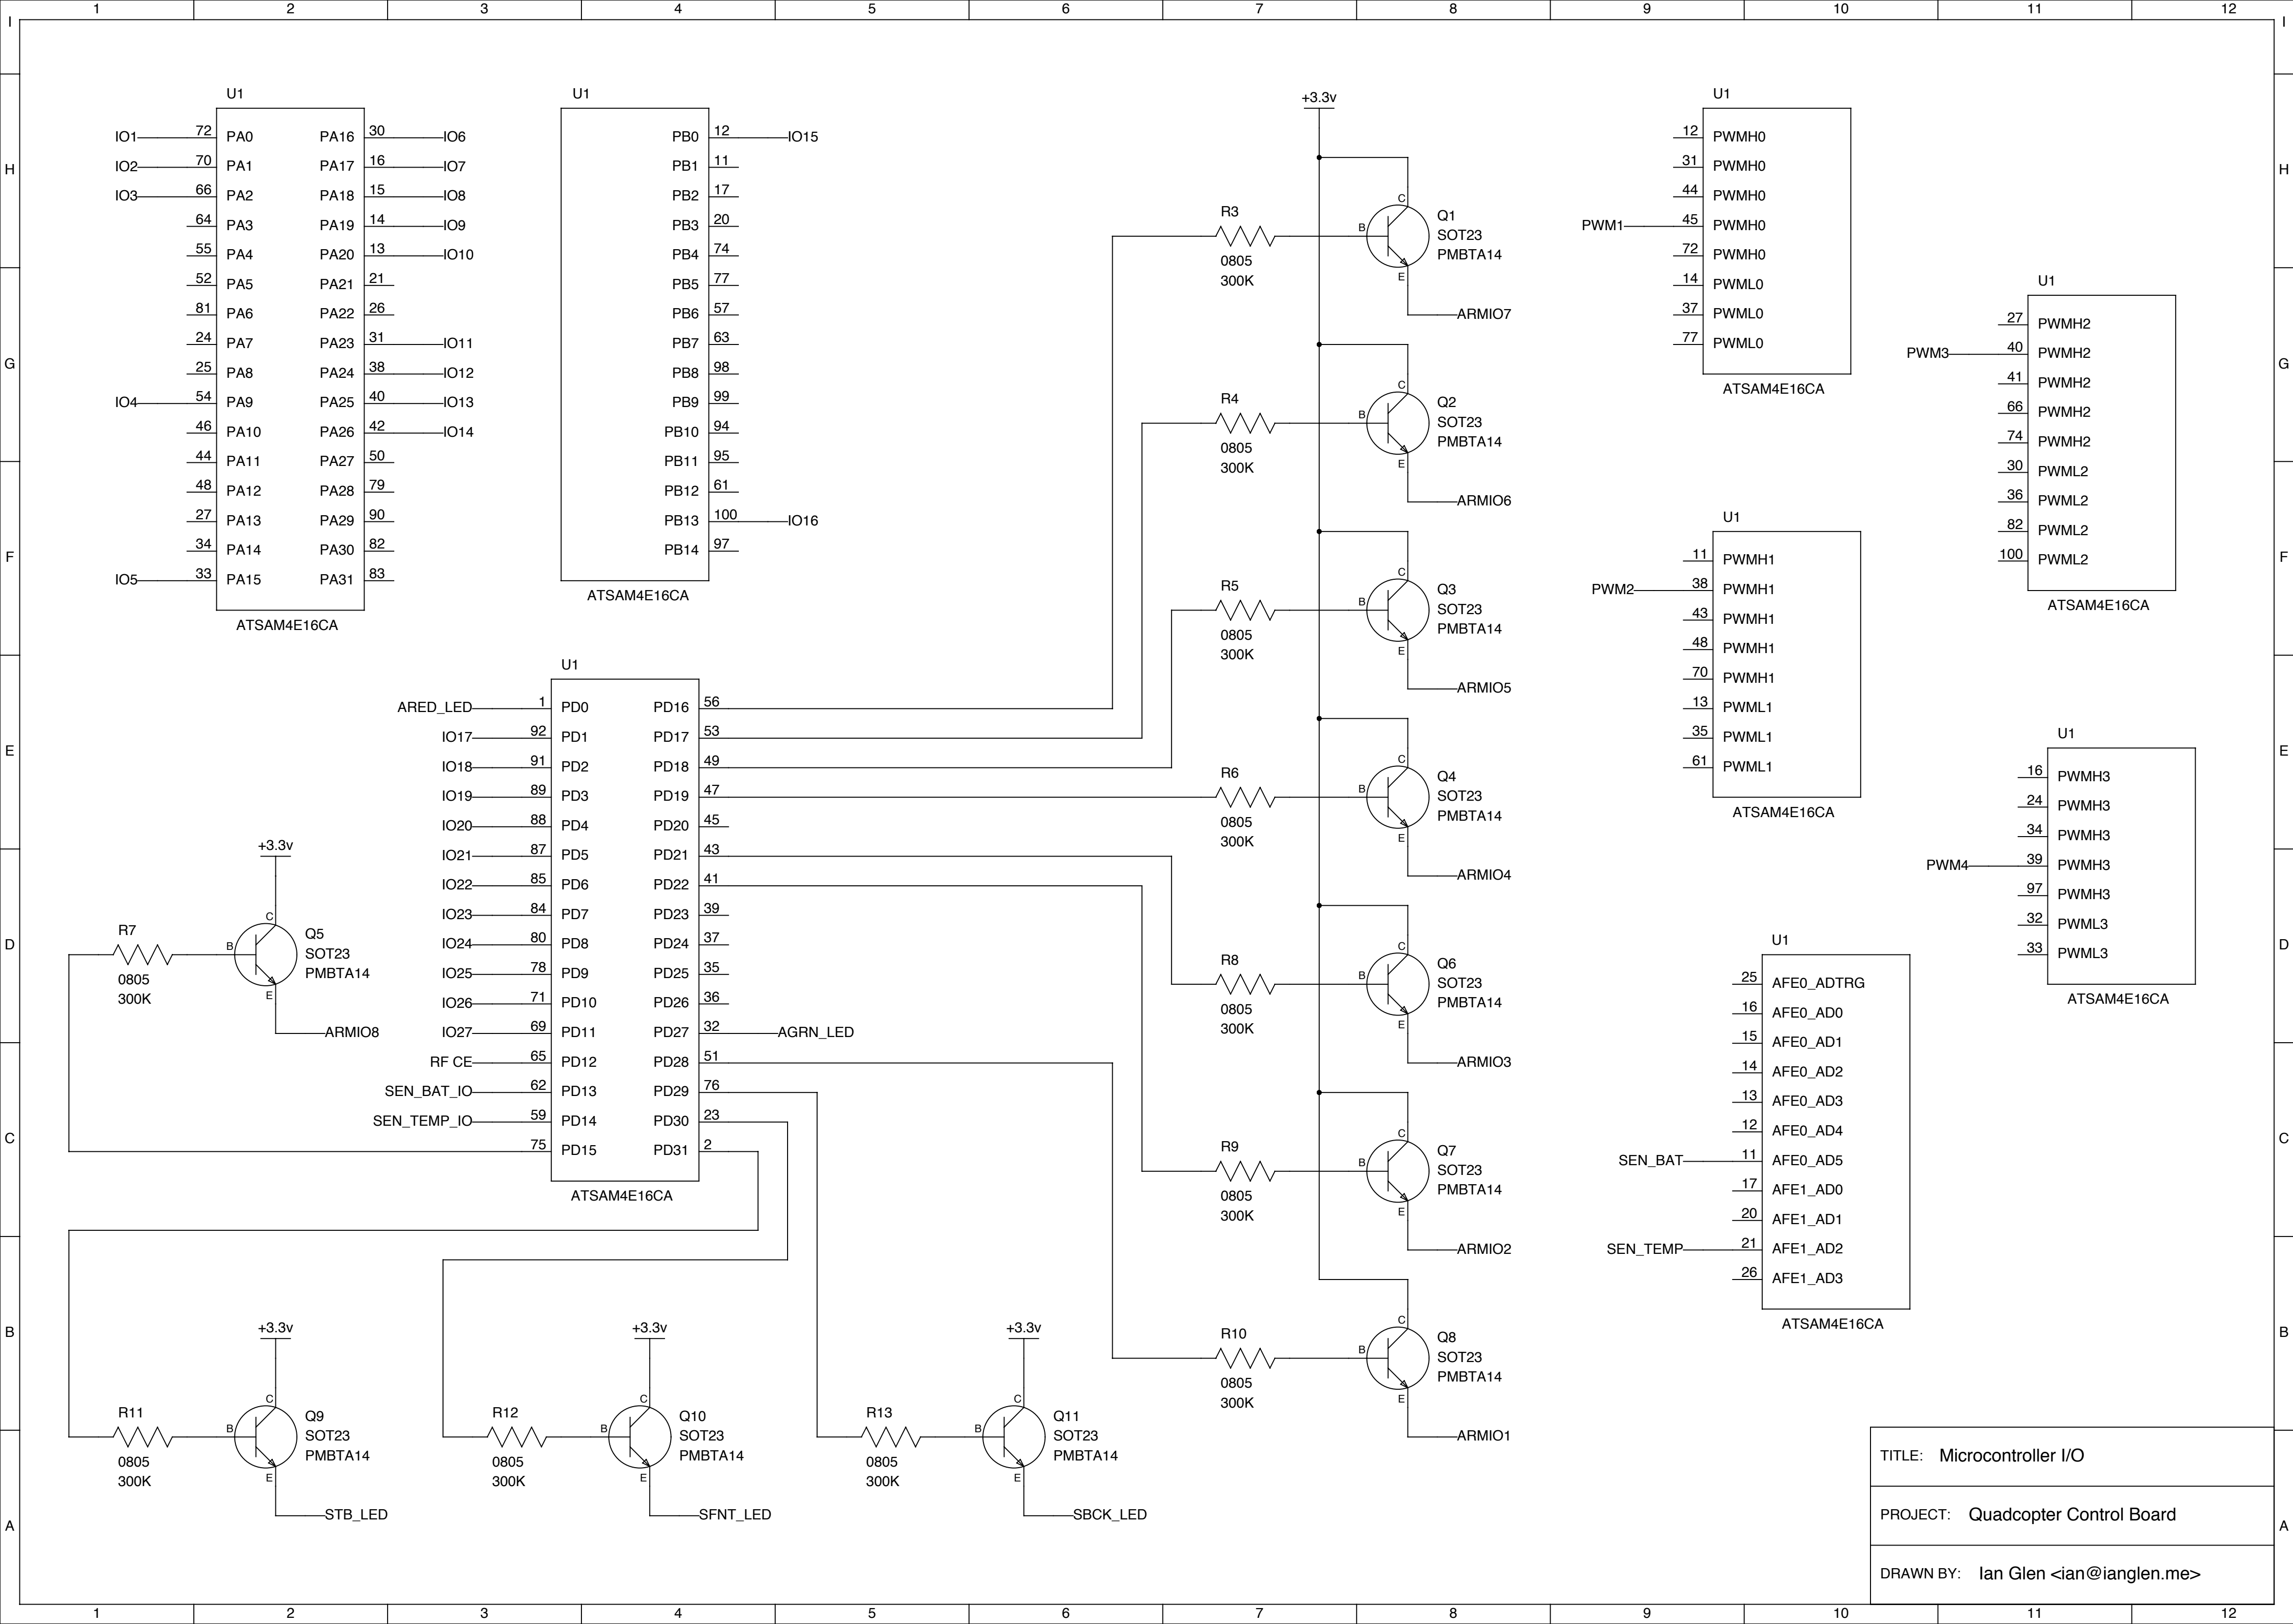 1 2 3 4 5 6 7 8 9 10 11 12
I I
H H
G G
F F
E E
D D
C C
B B
A A
U1
IO1 72 PA0 PA16 30 IO6
IO2 70 PA1 PA17 16 IO7
IO3 66 PA2 PA18 15 IO8
64 PA3 PA19 14 IO9
55 PA4 PA20 13 IO10
52 PA5 PA21 21
81 PA6 PA22 26
24 PA7 PA23 31 IO11
25 PA8 PA24 38 IO12
IO4 54 PA9 PA25 40 IO13
46 PA10 PA26 42 IO14
44 PA11 PA27 50
48 PA12 PA28 79
27 PA13 PA29 90
34 PA14 PA30 82
IO5 33 PA15 PA31 83
ATSAM4E16CA
U1
PB0 12 IO15
PB1 11
PB2 17
PB3 20
PB4 74
PB5 77
PB6 57
PB7 63
PB8 98
PB9 99
PB10 94
PB11 95
PB12 61
PB13 100 IO16
PB14 97
ATSAM4E16CA
U1
ARED_LED 1 PD0 PD16 56
IO17 92 PD1 PD17 53
IO18 91 PD2 PD18 49
IO19 89 PD3 PD19 47
IO20 88 PD4 PD20 45
IO21 87 PD5 PD21 43
IO22 85 PD6 PD22 41
IO23 84 PD7 PD23 39
IO24 80 PD8 PD24 37
IO25 78 PD9 PD25 35
IO26 71 PD10 PD26 36
IO27 69 PD11 PD27 32 AGRN_LED
RF CE 65 PD12 PD28 51
SEN_BAT_IO 62 PD13 PD29 76
SEN_TEMP_IO 59 PD14 PD30 23
75 PD15 PD31 2
ATSAM4E16CA
+3.3v
R7
0805
300K
B C E
Q5
SOT23
PMBTA14
ARMIO8
+3.3v
R11
0805
300K
B C E
Q9
SOT23
PMBTA14
STB_LED
+3.3v
R12
0805
300K
B C E
Q10
SOT23
PMBTA14
SFNT_LED
+3.3v
R13
0805
300K
B C E
Q11
SOT23
PMBTA14
SBCK_LED
+3.3v
R3
0805
300K
B C E
Q1
SOT23
PMBTA14
ARMIO7
R4
0805
300K
B C E
Q2
SOT23
PMBTA14
ARMIO6
R5
0805
300K
B C E
Q3
SOT23
PMBTA14
ARMIO5
R6
0805
300K
B C E
Q4
SOT23
PMBTA14
ARMIO4
R8
0805
300K
B C E
Q6
SOT23
PMBTA14
ARMIO3
R9
0805
300K
B C E
Q7
SOT23
PMBTA14
ARMIO2
R10
0805
300K
B C E
Q8
SOT23
PMBTA14
ARMIO1
U1
12 PWMH0
31 PWMH0
44 PWMH0
PWM1 45 PWMH0
72 PWMH0
14 PWML0
37 PWML0
77 PWML0
ATSAM4E16CA
U1
11 PWMH1
PWM2 38 PWMH1
43 PWMH1
48 PWMH1
70 PWMH1
13 PWML1
35 PWML1
61 PWML1
ATSAM4E16CA
U1
27 PWMH2
PWM3 40 PWMH2
41 PWMH2
66 PWMH2
74 PWMH2
30 PWML2
36 PWML2
82 PWML2
100 PWML2
ATSAM4E16CA
U1
16 PWMH3
24 PWMH3
34 PWMH3
PWM4 39 PWMH3
97 PWMH3
32 PWML3
33 PWML3
ATSAM4E16CA
U1
25 AFE0_ADTRG
16 AFE0_AD0
15 AFE0_AD1
14 AFE0_AD2
13 AFE0_AD3
12 AFE0_AD4
SEN_BAT 11 AFE0_AD5
17 AFE1_AD0
20 AFE1_AD1
SEN_TEMP 21 AFE1_AD2
26 AFE1_AD3
ATSAM4E16CA
TITLE: Microcontroller I/O
PROJECT: Quadcopter Control Board
DRAWN BY: Ian Glen <ian@ianglen.me>
1 2 3 4 5 6 7 8 9 10 11 12